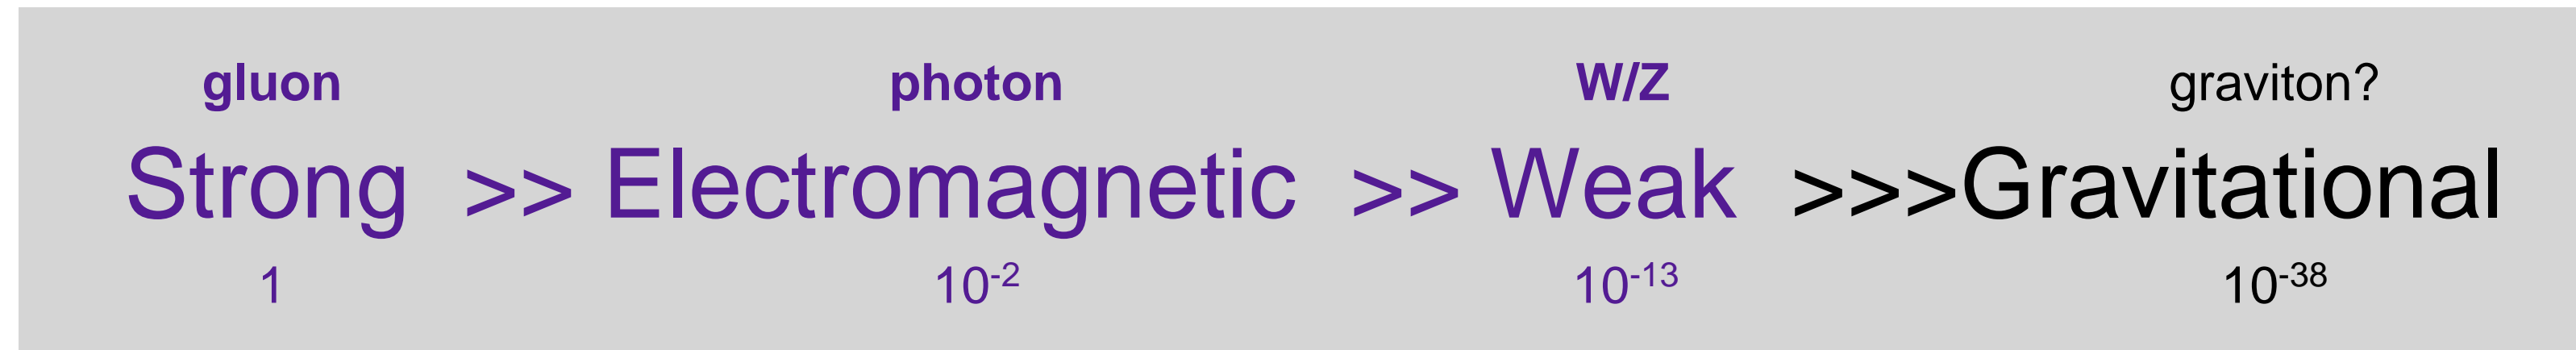 gluon photon W/Z graviton?
Strong >> Electromagnetic >> Weak >>>Gravitational
1 10⁻² 10⁻¹³ 10⁻³⁸